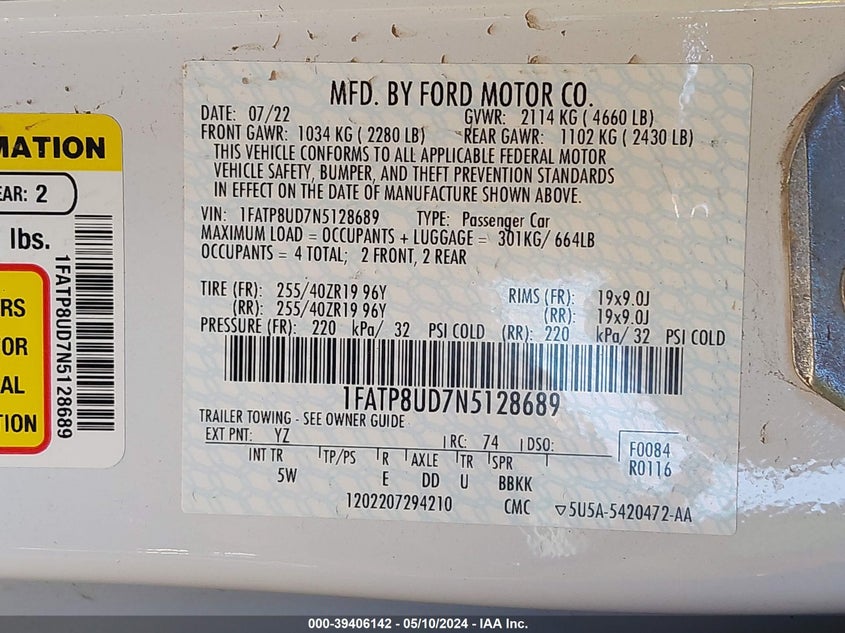 MFD. BY FORD MOTOR CO.
DATE: 07/22 GVWR: 2114 KG ( 4660 LB)
FRONT GAWR: 1034 KG ( 2280 LB) REAR GAWR: 1102 KG ( 2430 LB)
THIS VEHICLE CONFORMS TO ALL APPLICABLE FEDERAL MOTOR
VEHICLE SAFETY, BUMPER, AND THEFT PREVENTION STANDARDS
IN EFFECT ON THE DATE OF MANUFACTURE SHOWN ABOVE.
VIN: 1FATP8UD7N5128689 TYPE: Passenger Car
MAXIMUM LOAD = OCCUPANTS + LUGGAGE = 301KG/ 664LB
OCCUPANTS = 4 TOTAL; 2 FRONT, 2 REAR
TIRE (FR): 255/40ZR19 96Y RIMS (FR): 19x9.0J
(RR): 255/40ZR19 96Y (RR): 19x9.0J
PRESSURE (FR): 220 kPa/ 32 PSI COLD (RR): 220 kPa/ 32 PSI COLD
1FATP8UD7N5128689
TRAILER TOWING - SEE OWNER GUIDE
EXT PNT: YZ RC: 74 DSO: F0084
R0116
INT TR TP/PS R AXLE TR SPR
5W E DD U BBKK
1202207294210 CMC ▽5U5A-5420472-AA
MATION
EAR: 2
lbs.
1FATP8UD7N5128689
RS
OR
AL
TION
000-39406142 — 05/10/2024 — IAA Inc.